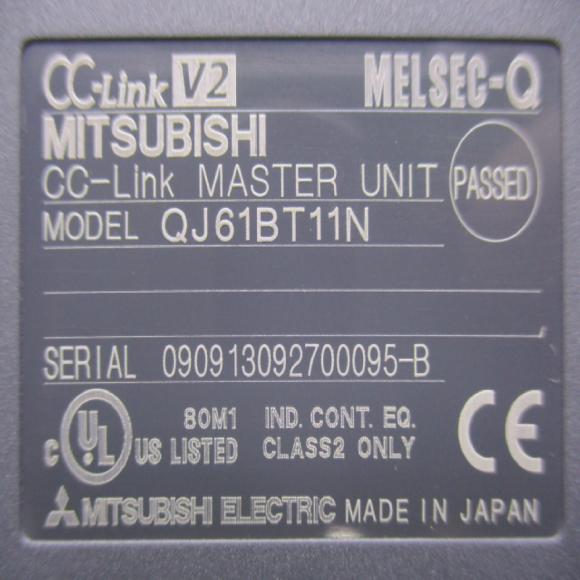 CC-Link V2 MELSEC-Q
MITSUBISHI
CC-Link MASTER UNIT PASSED
MODEL QJ61BT11N
SERIAL 090913092700095-B
C UL US LISTED 80M1 IND. CONT. EQ. CLASS2 ONLY CE
MITSUBISHI ELECTRIC MADE IN JAPAN